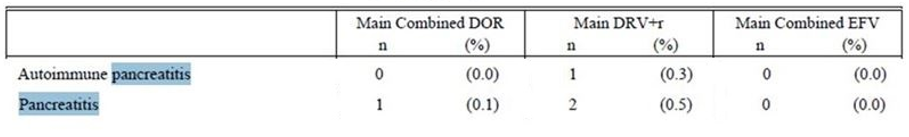 Main Combined DOR Main DRV+r Main Combined EFV
n (%) n (%) n (%)
Autoimmune pancreatitis 0 (0.0) 1 (0.3) 0 (0.0)
Pancreatitis 1 (0.1) 2 (0.5) 0 (0.0)